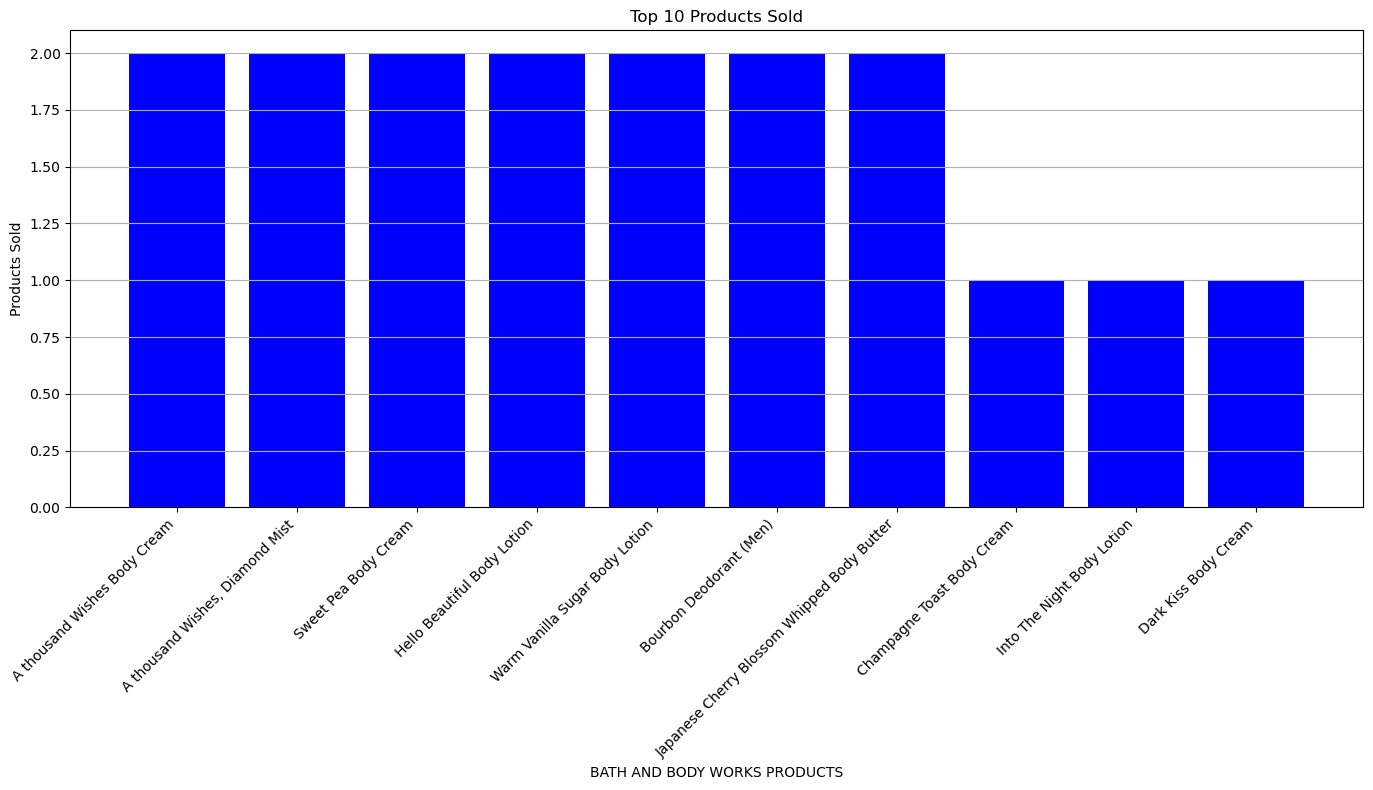 Top 10 Products Sold
Products Sold
2.00
1.75
1.50
1.25
1.00
0.75
0.50
0.25
0.00
A thousand Wishes Body Cream
A thousand Wishes, Diamond Mist
Sweet Pea Body Cream
Hello Beautiful Body Lotion
Warm Vanilla Sugar Body Lotion
Bourbon Deodorant (Men)
Japanese Cherry Blossom Whipped Body Butter
Champagne Toast Body Cream
Into The Night Body Lotion
Dark Kiss Body Cream
BATH AND BODY WORKS PRODUCTS